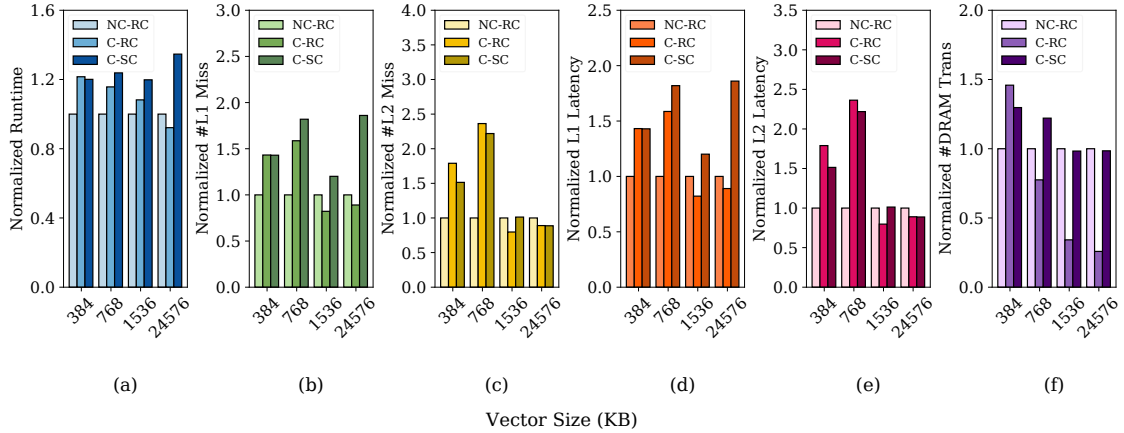 Normalized Runtime
1.6
1.2
0.8
0.4
0.0
NC-RC
C-RC
C-SC
384
768
1536
24576
(a)
Normalized #L1 Miss
3.0
2.5
2.0
1.5
1.0
0.5
0.0
NC-RC
C-RC
C-SC
384
768
1536
24576
(b)
Normalized #L2 Miss
4.0
3.5
3.0
2.5
2.0
1.5
1.0
0.5
0.0
NC-RC
C-RC
C-SC
384
768
1536
24576
(c)
Normalized L1 Latency
2.5
2.0
1.5
1.0
0.5
0.0
NC-RC
C-RC
C-SC
384
768
1536
24576
(d)
Normalized L2 Latency
3.5
3.0
2.5
2.0
1.5
1.0
0.5
0.0
NC-RC
C-RC
C-SC
384
768
1536
24576
(e)
Normalized #DRAM Trans
2.0
1.5
1.0
0.5
0.0
NC-RC
C-RC
C-SC
384
768
1536
24576
(f)
Vector Size (KB)